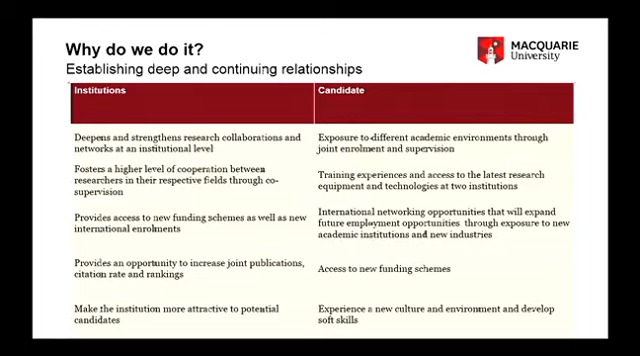 Why do we do it?
Establishing deep and continuing relationships
MACQUARIE
University
Institutions
Candidate
Deepens and strengthens research collaborations and
networks at an institutional level
Exposure to different academic environments through
joint enrolment and supervision
Fosters a higher level of cooperation between
researchers in their respective fields through co-
supervision
Training experiences and access to the latest research
equipment and technologies at two institutions
Provides access to new funding schemes as well as new
international enrolments
International networking opportunities that will expand
future employment opportunities through exposure to new
academic institutions and new industries
Provides an opportunity to increase joint publications,
citation rate and rankings
Access to new funding schemes
Make the institution more attractive to potential
candidates
Experience a new culture and environment and develop
soft skills